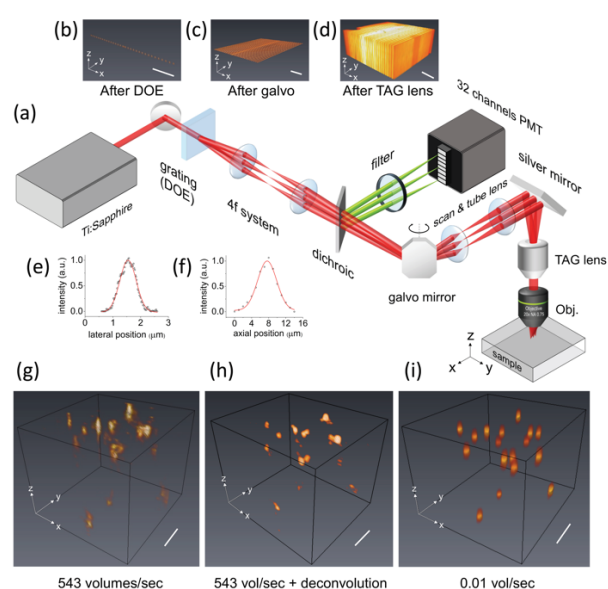 (b)
(c)
(d)
z
y
x
z
y
x
z
y
x
After DOE
After galvo
After TAG lens
(a)
32 channels PMT
filter
silver mirror
grating
(DOE)
4f system
scan & tube lens
Ti:Sapphire
dichroic
TAG lens
galvo mirror
Obj.
Objective
z
x
y
sample
(e)
intensity (a.u.)
1.0
0.5
0.0
0
1
2
3
lateral position (µm)
(f)
intensity (a.u.)
1.0
0.5
0.0
0
4
8
12
16
axial position (µm)
(g)
(h)
(i)
z
y
x
z
y
x
z
y
x
543 volumes/sec
543 vol/sec + deconvolution
0.01 vol/sec